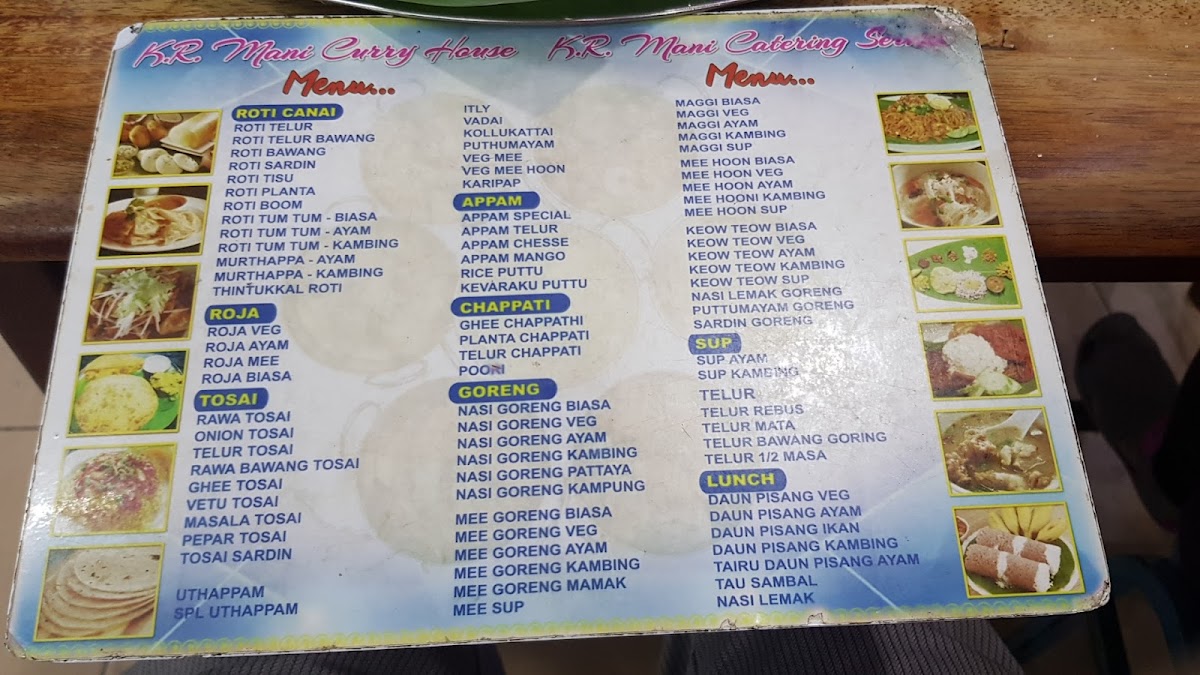 K.R. Mani Curry House
Menu...
ROTI CANAI
ROTI TELUR
ROTI TELUR BAWANG
ROTI BAWANG
ROTI SARDIN
ROTI TISU
ROTI PLANTA
ROTI BOOM
ROTI TUM TUM - BIASA
ROTI TUM TUM - AYAM
ROTI TUM TUM - KAMBING
MURTHAPPA - AYAM
MURTHAPPA - KAMBING
THINTUKKAL ROTI
ROJA
ROJA VEG
ROJA AYAM
ROJA MEE
ROJA BIASA
TOSAI
RAWA TOSAI
ONION TOSAI
TELUR TOSAI
RAWA BAWANG TOSAI
GHEE TOSAI
VETU TOSAI
MASALA TOSAI
PEPAR TOSAI
TOSAI SARDIN
UTHAPPAM
SPL UTHAPPAM
ITLY
VADAI
KOLLUKATTAI
PUTHUMAYAM
VEG MEE
VEG MEE HOON
KARIPAP
APPAM
APPAM SPECIAL
APPAM TELUR
APPAM CHESSE
APPAM MANGO
RICE PUTTU
KEVARAKU PUTTU
CHAPPATI
GHEE CHAPPATHI
PLANTA CHAPPATI
TELUR CHAPPATI
POORI
GORENG
NASI GORENG BIASA
NASI GORENG VEG
NASI GORENG AYAM
NASI GORENG KAMBING
NASI GORENG PATTAYA
NASI GORENG KAMPUNG
MEE GORENG BIASA
MEE GORENG VEG
MEE GORENG AYAM
MEE GORENG KAMBING
MEE GORENG MAMAK
MEE SUP
K.R. Mani Catering
Menu...
MAGGI BIASA
MAGGI VEG
MAGGI AYAM
MAGGI KAMBING
MAGGI SUP
MEE HOON BIASA
MEE HOON VEG
MEE HOON AYAM
MEE HOONI KAMBING
MEE HOON SUP
KEOW TEOW BIASA
KEOW TEOW VEG
KEOW TEOW AYAM
KEOW TEOW KAMBING
KEOW TEOW SUP
NASI LEMAK GORENG
PUTTUMAYAM GORENG
SARDIN GORENG
SUP
SUP AYAM
SUP KAMBING
TELUR
TELUR REBUS
TELUR MATA
TELUR BAWANG GORING
TELUR 1/2 MASA
LUNCH
DAUN PISANG VEG
DAUN PISANG AYAM
DAUN PISANG IKAN
DAUN PISANG KAMBING
TAIRU DAUN PISANG AYAM
TAU SAMBAL
NASI LEMAK